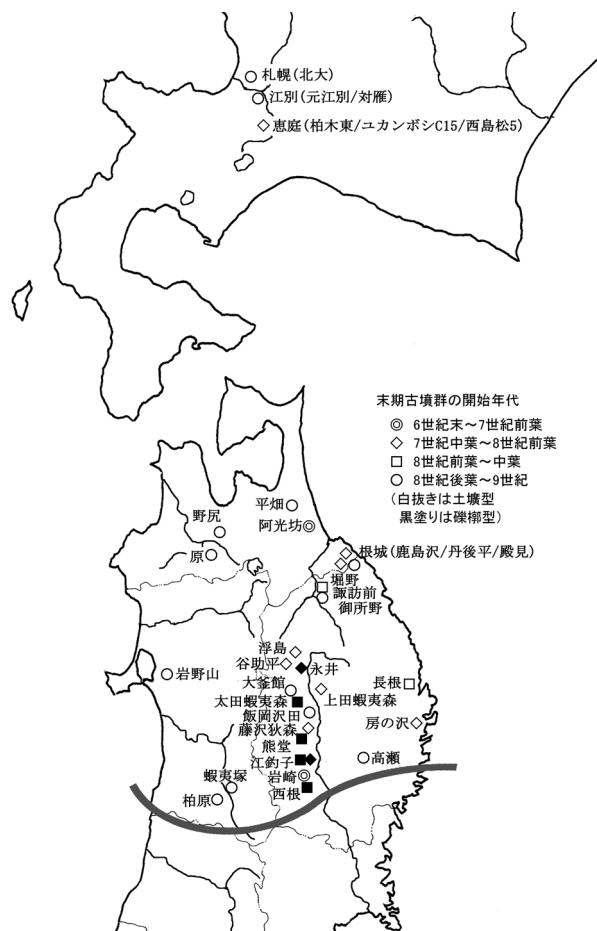 札幌(北大)
江別(元江別/対雁)
恵庭(柏木東/ユカンボシC15/西島松5)
末期古墳群の開始年代
◎ 6世紀末～7世紀前葉
◇ 7世紀中葉～8世紀前葉
□ 8世紀前葉～中葉
○ 8世紀後葉～9世紀
(白抜きは土壙型
黒塗りは礫槨型)
平畑
野尻
阿光坊
原
根城(鹿島沢/丹後平/殿見)
堀野
諏訪前
御所野
浮島
谷助平
永井
岩野山
大釜館
長根
太田蝦夷森
上田蝦夷森
飯岡沢田
房の沢
藤沢狄森
熊堂
江釣子
高瀬
岩崎
蝦夷塚
西根
柏原